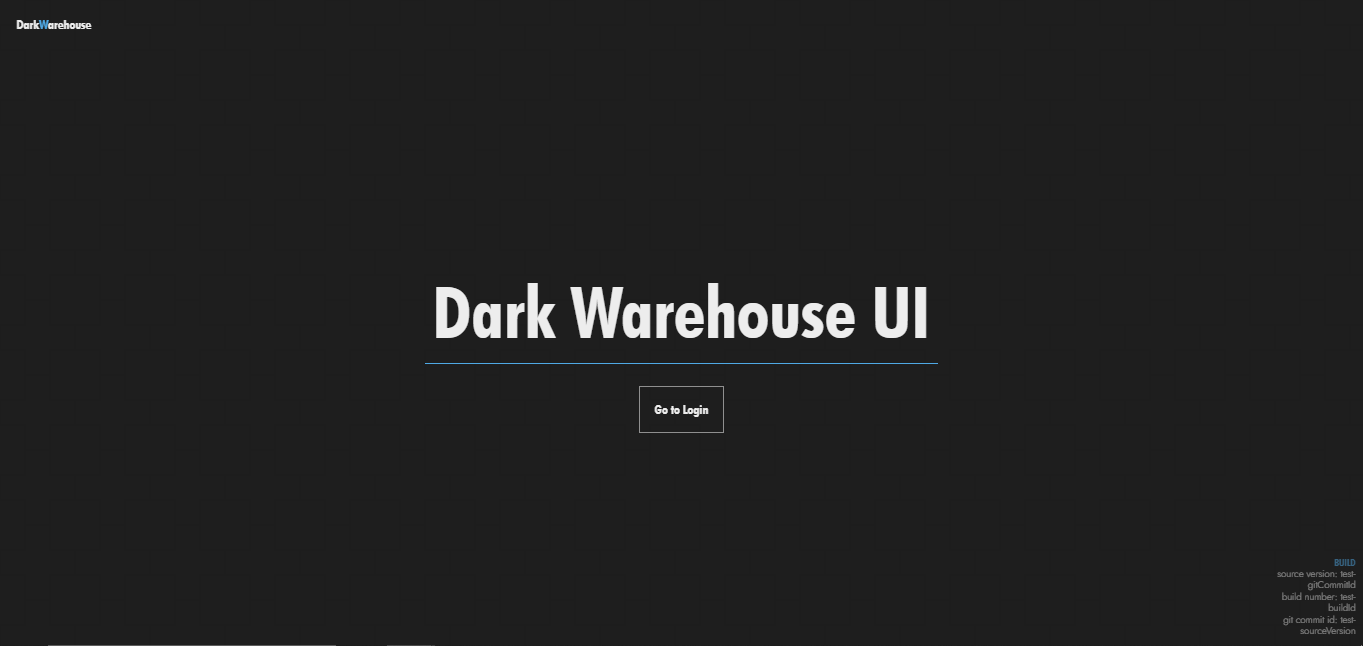 DarkWarehouse
Dark Warehouse UI
Go to Login
BUILD
source version: test-
gitCommitId
build number: test-
buildId
git commit id: test-
sourceVersion